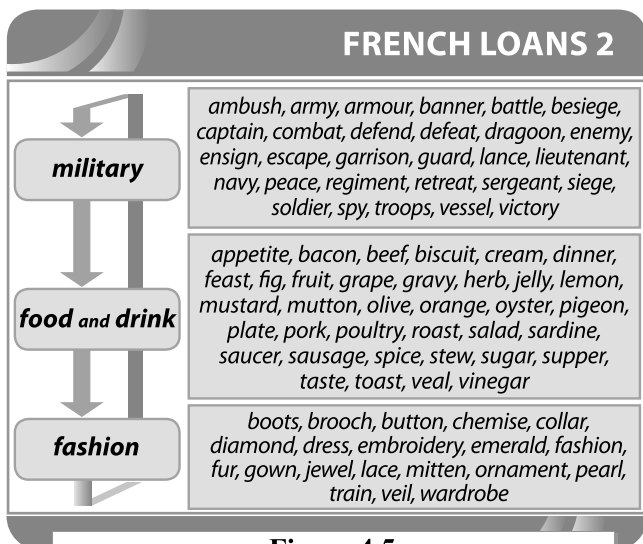 FRENCH LOANS 2
military
ambush, army, armour, banner, battle, besiege,
captain, combat, defend, defeat, dragoon, enemy,
ensign, escape, garrison, guard, lance, lieutenant,
navy, peace, regiment, retreat, sergeant, siege,
soldier, spy, troops, vessel, victory
food and drink
appetite, bacon, beef, biscuit, cream, dinner,
feast, fig, fruit, grape, gravy, herb, jelly, lemon,
mustard, mutton, olive, orange, oyster, pigeon,
plate, pork, poultry, roast, salad, sardine,
saucer, sausage, spice, stew, sugar, supper,
taste, toast, veal, vinegar
fashion
boots, brooch, button, chemise, collar,
diamond, dress, embroidery, emerald, fashion,
fur, gown, jewel, lace, mitten, ornament, pearl,
train, veil, wardrobe
Figure 4.5